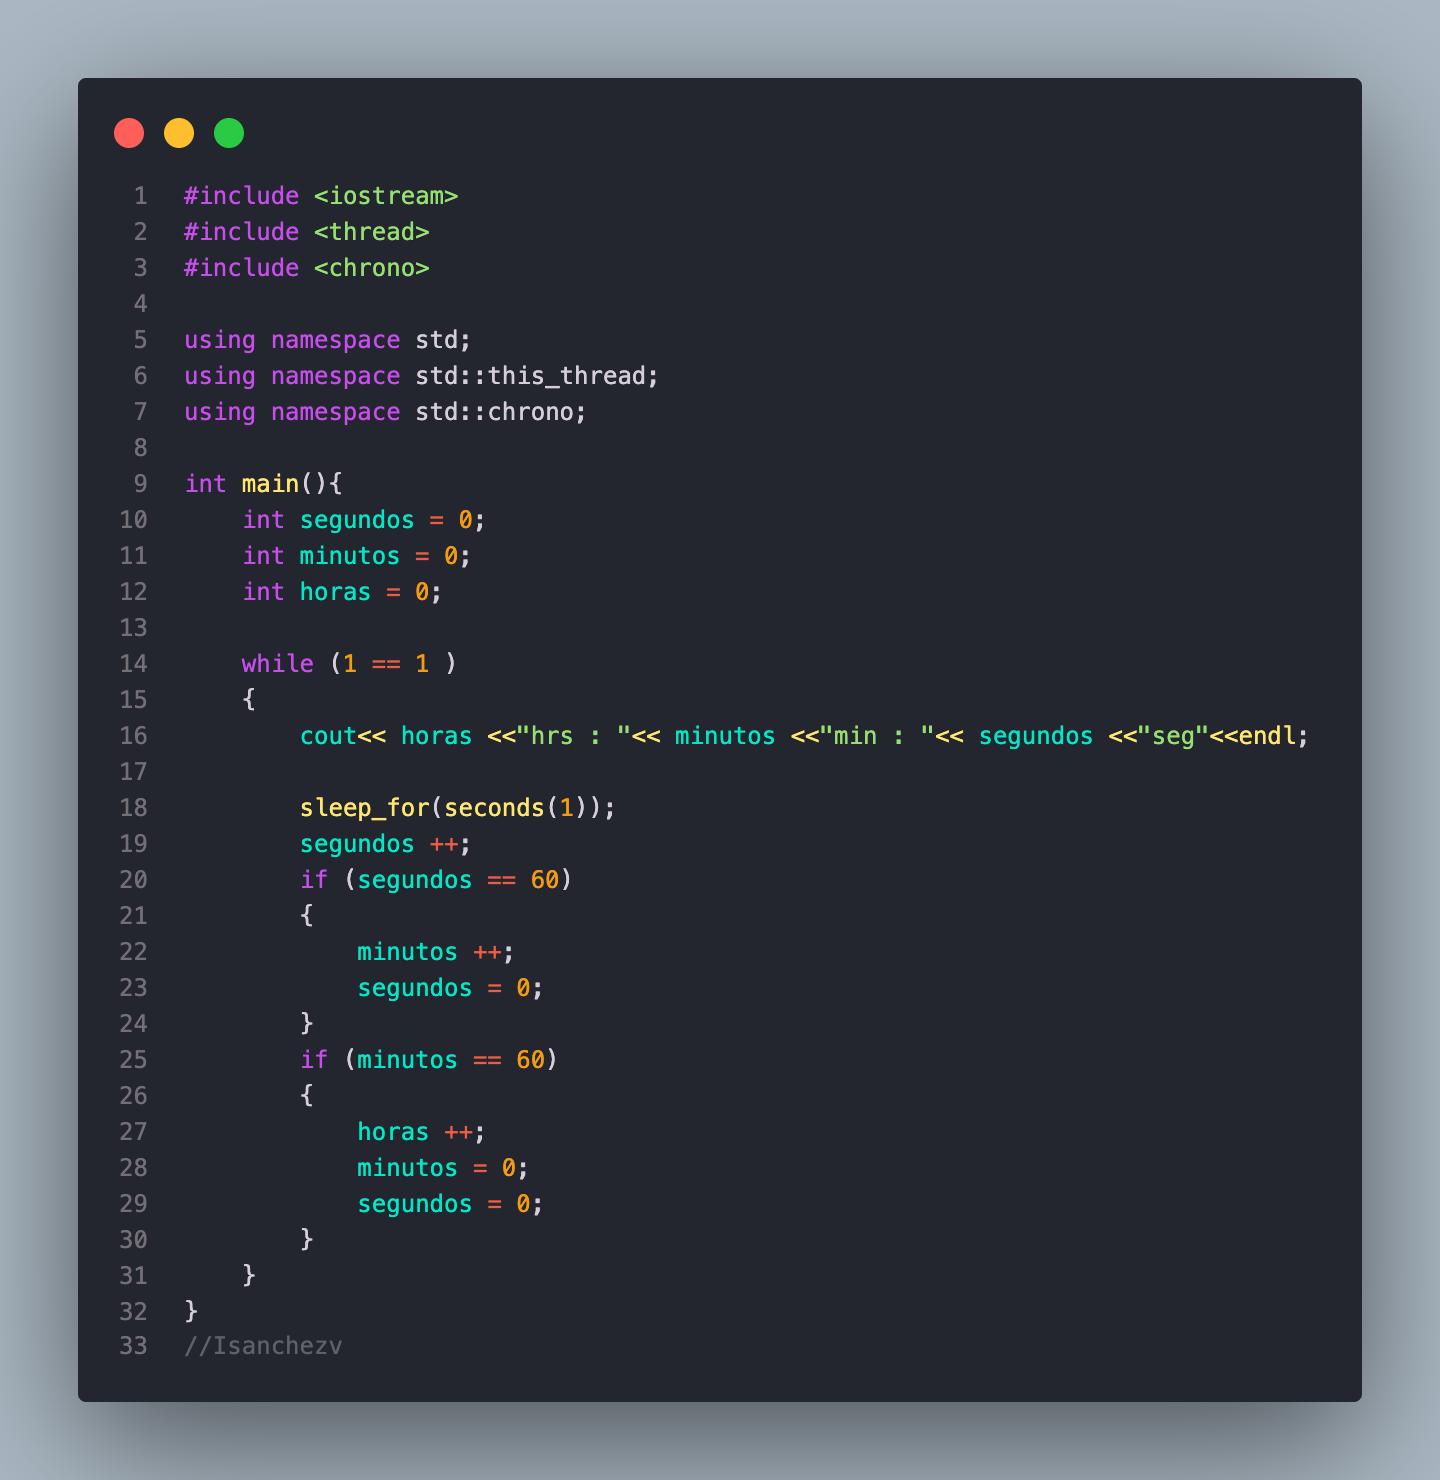 1 #include <iostream>
2 #include <thread>
3 #include <chrono>
4
5 using namespace std;
6 using namespace std::this_thread;
7 using namespace std::chrono;
8
9 int main(){
10     int segundos = 0;
11     int minutos = 0;
12     int horas = 0;
13
14     while (1 == 1 )
15     {
16         cout<< horas <<"hrs : "<< minutos <<"min : "<< segundos <<"seg"<<endl;
17
18         sleep_for(seconds(1));
19         segundos ++;
20         if (segundos == 60)
21         {
22             minutos ++;
23             segundos = 0;
24         }
25         if (minutos == 60)
26         {
27             horas ++;
28             minutos = 0;
29             segundos = 0;
30         }
31     }
32 }
33 //Isanchezv